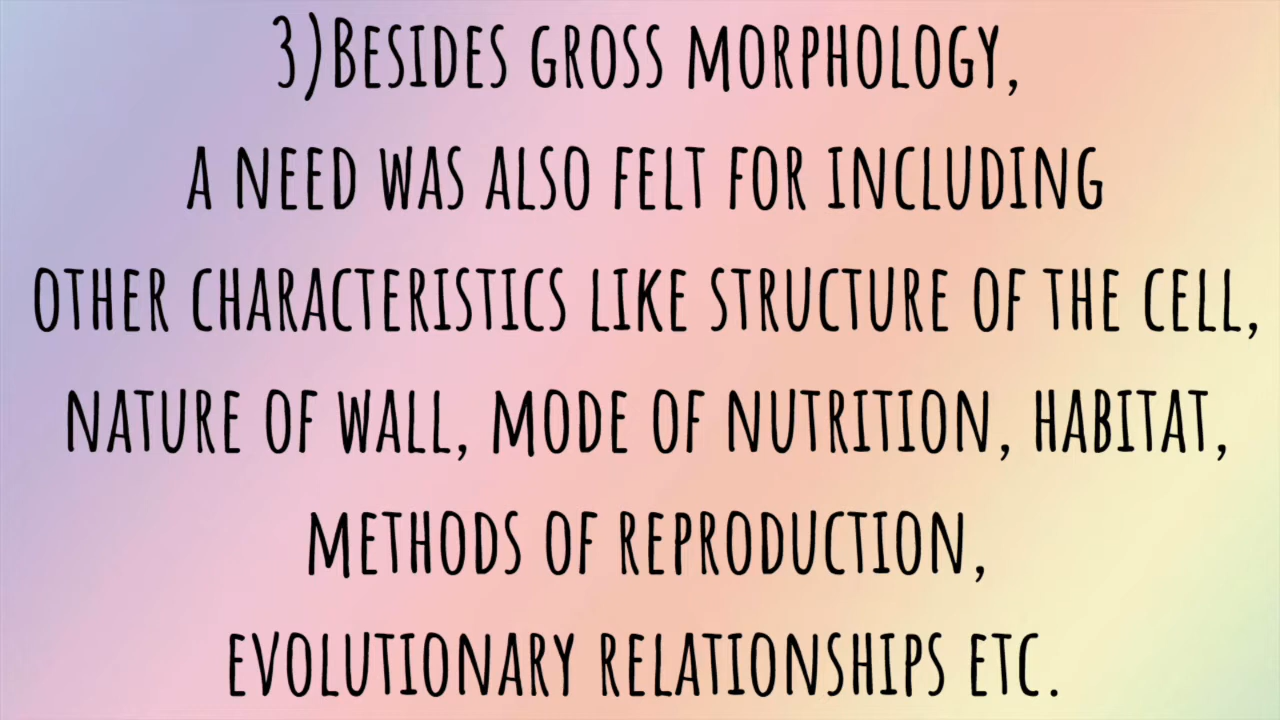 3)Besides gross morphology,
a need was also felt for including
other characteristics like structure of the cell,
nature of wall, mode of nutrition, habitat,
methods of reproduction,
evolutionary relationships etc.